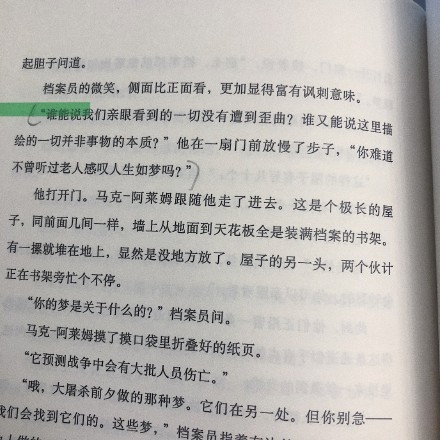 起胆子问道。
档案员的微笑，侧面比正面看，更加显得富有讽刺意味。
“谁能说我们亲眼看到的一切没有遭到歪曲？谁又能说这里描
绘的一切并非事物的本质？”他在一扇门前放慢了步子，“你难道
不曾听过老人感叹人生如梦吗？”
他打开门。马克-阿莱姆跟随他走了进去。这是个极长的屋
子，同前面几间一样，墙上从地面到天花板全是装满档案的书架。
有一摞就堆在地上，显然是没地方放了。屋子的另一头，两个伙计
正在书架旁忙个不停。
“你的梦是关于什么的？”档案员问。
马克-阿莱姆摸了摸口袋里折叠好的纸页。
“它预测战争中会有大批人员伤亡。”
“哦，大屠杀前夕做的那种梦。它们在另一处。但你别急——
我们会找到它们的。这些梦，”档案员指着右边